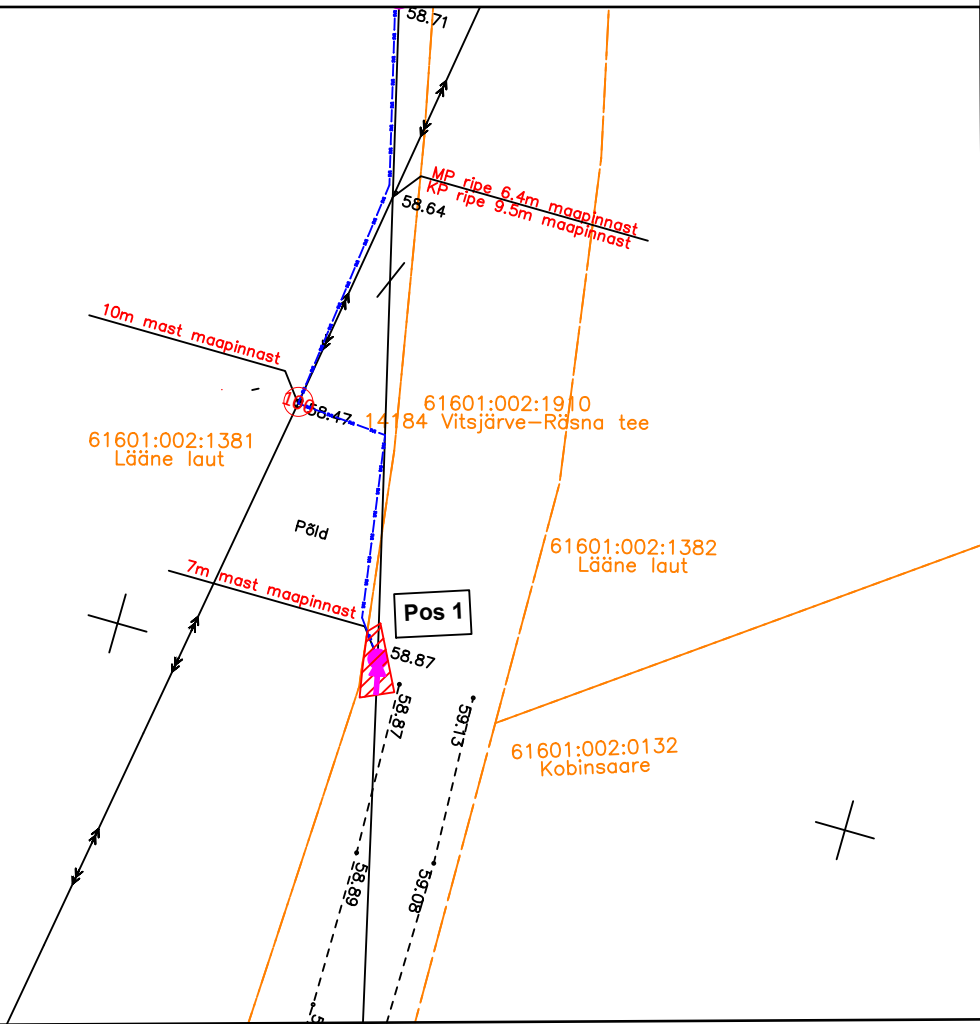 58.71
MP ripe 6.4m maapinnast
KP ripe 9.5m maapinnast
58.64
10m mast maapinnast
58.47
61601:002:1910
14184 Vitsjärve-Räsna tee
61601:002:1381
Lääne laut
Põld
61601:002:1382
Lääne laut
7m mast maapinnast
Pos 1
58.87
58.87
59.13
61601:002:0132
Kobinsaare
58.89
59.08